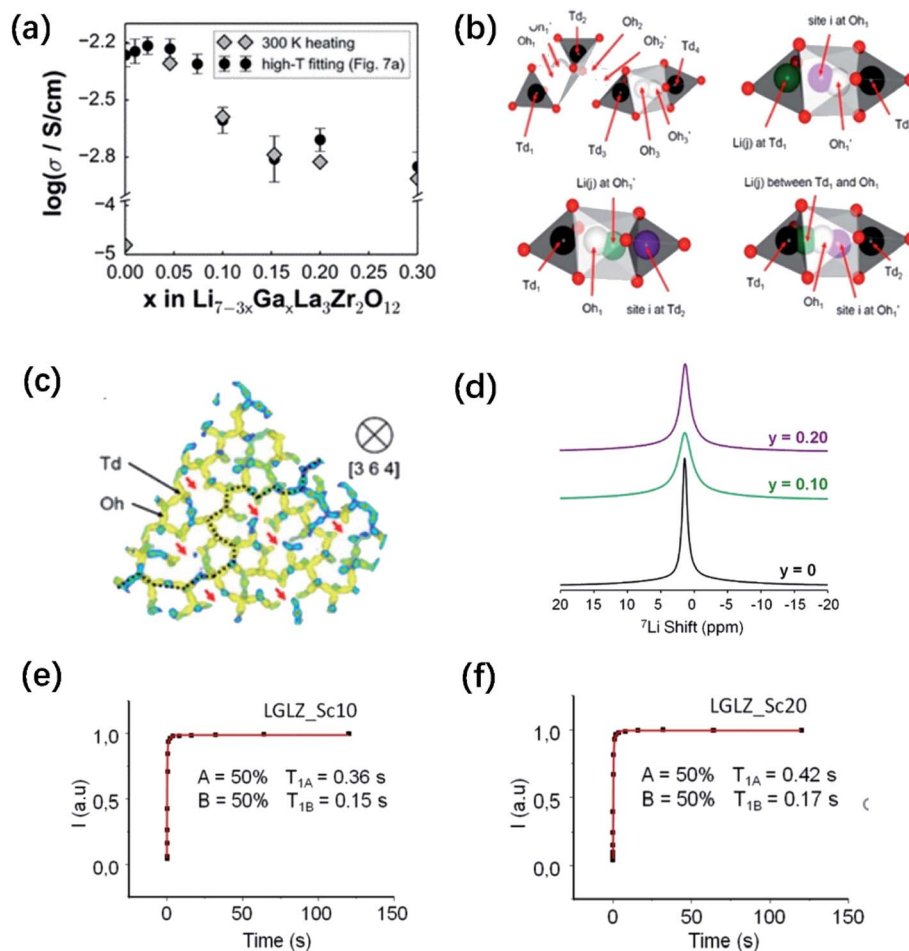 (a)
300 K heating
high-T fitting (Fig. 7a)
log(σ / S/cm)
-2.2
-2.5
-2.8
-4
-5
0.00 0.05 0.10 0.15 0.20 0.25 0.30
x in Li₇₋₃ₓGaₓLa₃Zr₂O₁₂
(b)
Td₂
Oh₁'
Oh₁
Oh₂
Oh₂'
Td₄
Td₁
Td₃
Oh₃
Oh₃'
site i at Oh₁
Li(j) at Td₁
Oh₁'
Li(j) at Oh₁'
Td₁
Oh₁
site i at Td₂
Li(j) between Td₁ and Oh₁
Td₁
Oh₁
Td₂
site i at Oh₁'
(c)
Td
Oh
[3 6 4]
(d)
y = 0.20
y = 0.10
y = 0
20 15 10 5 0 -5 -10 -15 -20
⁷Li Shift (ppm)
(e)
LGLZ_Sc10
I (a.u)
1,0
0,5
0,0
A = 50% T₁A = 0.36 s
B = 50% T₁B = 0.15 s
0 50 100 150
Time (s)
(f)
LGLZ_Sc20
I (a.u)
1,0
0,5
0,0
A = 50% T₁A = 0.42 s
B = 50% T₁B = 0.17 s
0 50 100 150
Time (s)